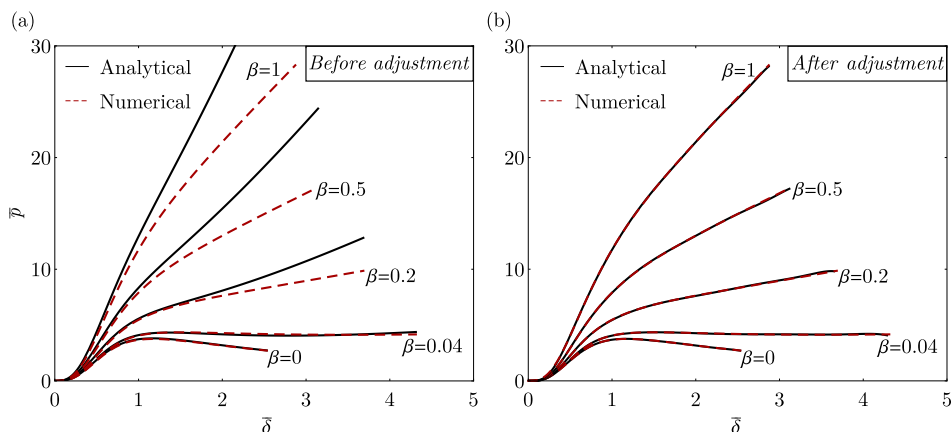 (a)
30
20
10
0
p̅
Analytical
Numerical
Before adjustment
β=1
β=0.5
β=0.2
β=0.04
β=0
0 1 2 3 4 5
δ̅
(b)
30
20
10
0
Analytical
Numerical
After adjustment
β=1
β=0.5
β=0.2
β=0.04
β=0
0 1 2 3 4 5
δ̅